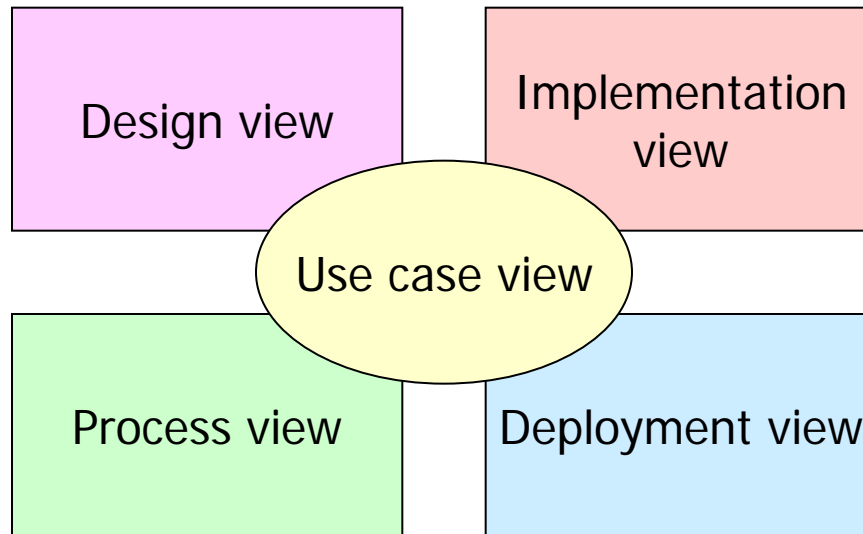 Design view
Implementation
view
Use case view
Process view
Deployment view